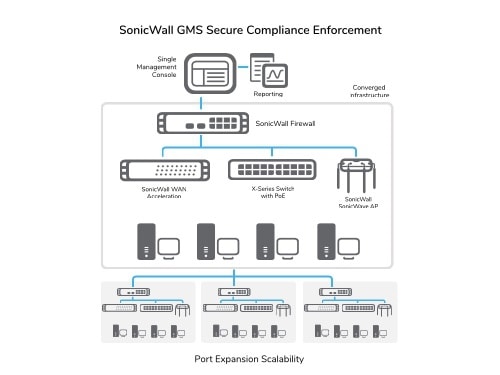 SonicWall GMS Secure Compliance Enforcement
Single
Management
Console
Reporting
Converged
Infrastructure
SonicWall Firewall
SonicWall WAN
Acceleration
X-Series Switch
with PoE
SonicWall
SonicWave AP
Port Expansion Scalability